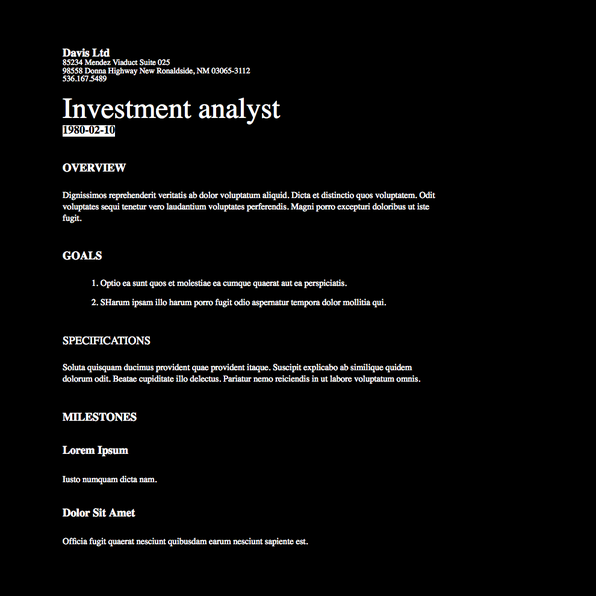 Davis Ltd
85234 Mendez Viaduct Suite 025
98558 Donna Highway New Ronaldside, NM 03065-3112
536.167.5489
Investment analyst
1980-02-10
OVERVIEW
Dignissimos reprehenderit veritatis ab dolor voluptatum aliquid. Dicta et distinctio quos voluptatem. Odit
voluptates sequi tenetur vero laudantium voluptates perferendis. Magni porro excepturi doloribus ut iste
fugit.
GOALS
1. Optio ea sunt quos et molestiae ea cumque quaerat aut ea perspiciatis.
2. SHarum ipsam illo harum porro fugit odio aspernatur tempora dolor mollitia qui.
SPECIFICATIONS
Soluta quisquam ducimus provident quae provident itaque. Suscipit explicabo ab similique quidem
dolorum odit. Beatae cupiditate illo delectus. Pariatur nemo reiciendis in ut labore voluptatum omnis.
MILESTONES
Lorem Ipsum
Iusto numquam dicta nam.
Dolor Sit Amet
Officia fugit quaerat nesciunt quibusdam earum nesciunt sapiente est.